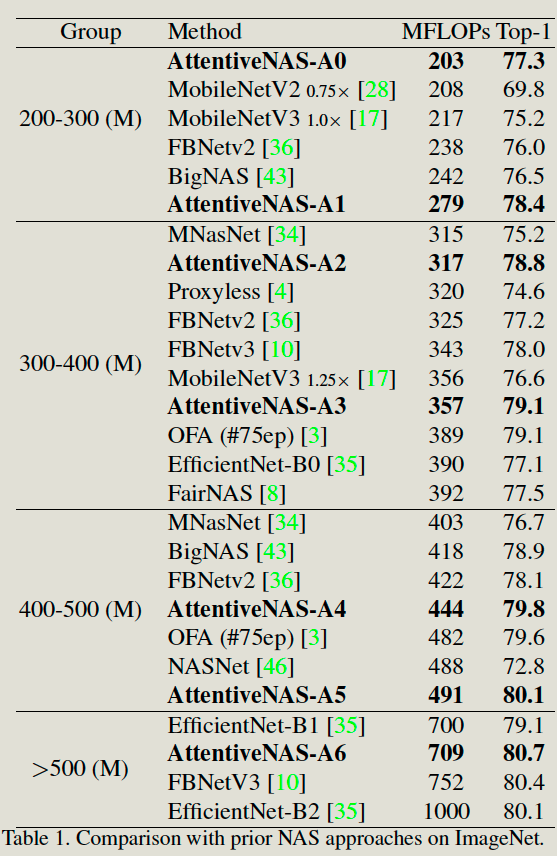 Group Method MFLOPs Top-1
AttentiveNAS-A0 203 77.3
MobileNetV2 0.75× [28] 208 69.8
200-300 (M) MobileNetV3 1.0× [17] 217 75.2
FBNetv2 [36] 238 76.0
BigNAS [43] 242 76.5
AttentiveNAS-A1 279 78.4
MNasNet [34] 315 75.2
AttentiveNAS-A2 317 78.8
Proxyless [4] 320 74.6
FBNetv2 [36] 325 77.2
300-400 (M) FBNetv3 [10] 343 78.0
MobileNetV3 1.25× [17] 356 76.6
AttentiveNAS-A3 357 79.1
OFA (#75ep) [3] 389 79.1
EfficientNet-B0 [35] 390 77.1
FairNAS [8] 392 77.5
MNasNet [34] 403 76.7
BigNAS [43] 418 78.9
FBNetv2 [36] 422 78.1
400-500 (M) AttentiveNAS-A4 444 79.8
OFA (#75ep) [3] 482 79.6
NASNet [46] 488 72.8
AttentiveNAS-A5 491 80.1
EfficientNet-B1 [35] 700 79.1
>500 (M) AttentiveNAS-A6 709 80.7
FBNetV3 [10] 752 80.4
EfficientNet-B2 [35] 1000 80.1
Table 1. Comparison with prior NAS approaches on ImageNet.